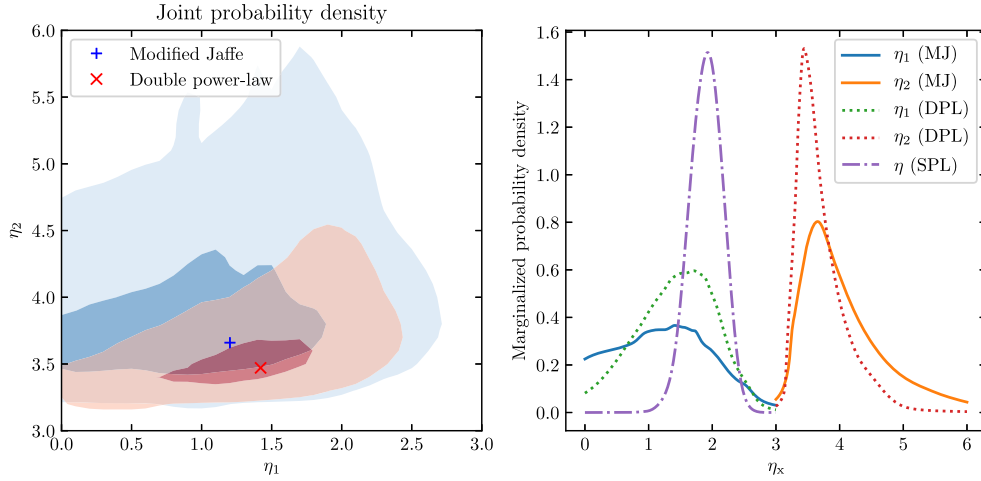 Joint probability density
6.0
5.5
5.0
4.5
4.0
3.5
3.0
η2
Modified Jaffe
Double power-law
0.0 0.5 1.0 1.5 2.0 2.5 3.0
η1
1.6
1.4
1.2
1.0
0.8
0.6
0.4
0.2
0.0
Marginalized probability density
η1 (MJ)
η2 (MJ)
η1 (DPL)
η2 (DPL)
η (SPL)
0 1 2 3 4 5 6
ηx